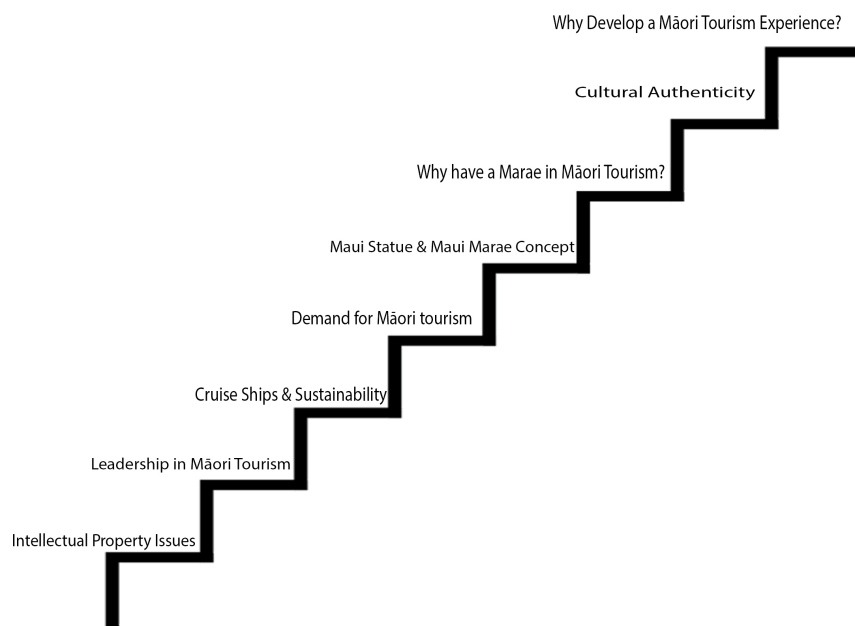 Why Develop a Māori Tourism Experience?
Cultural Authenticity
Why have a Marae in Māori Tourism?
Maui Statue & Maui Marae Concept
Demand for Māori tourism
Cruise Ships & Sustainability
Leadership in Māori Tourism
Intellectual Property Issues